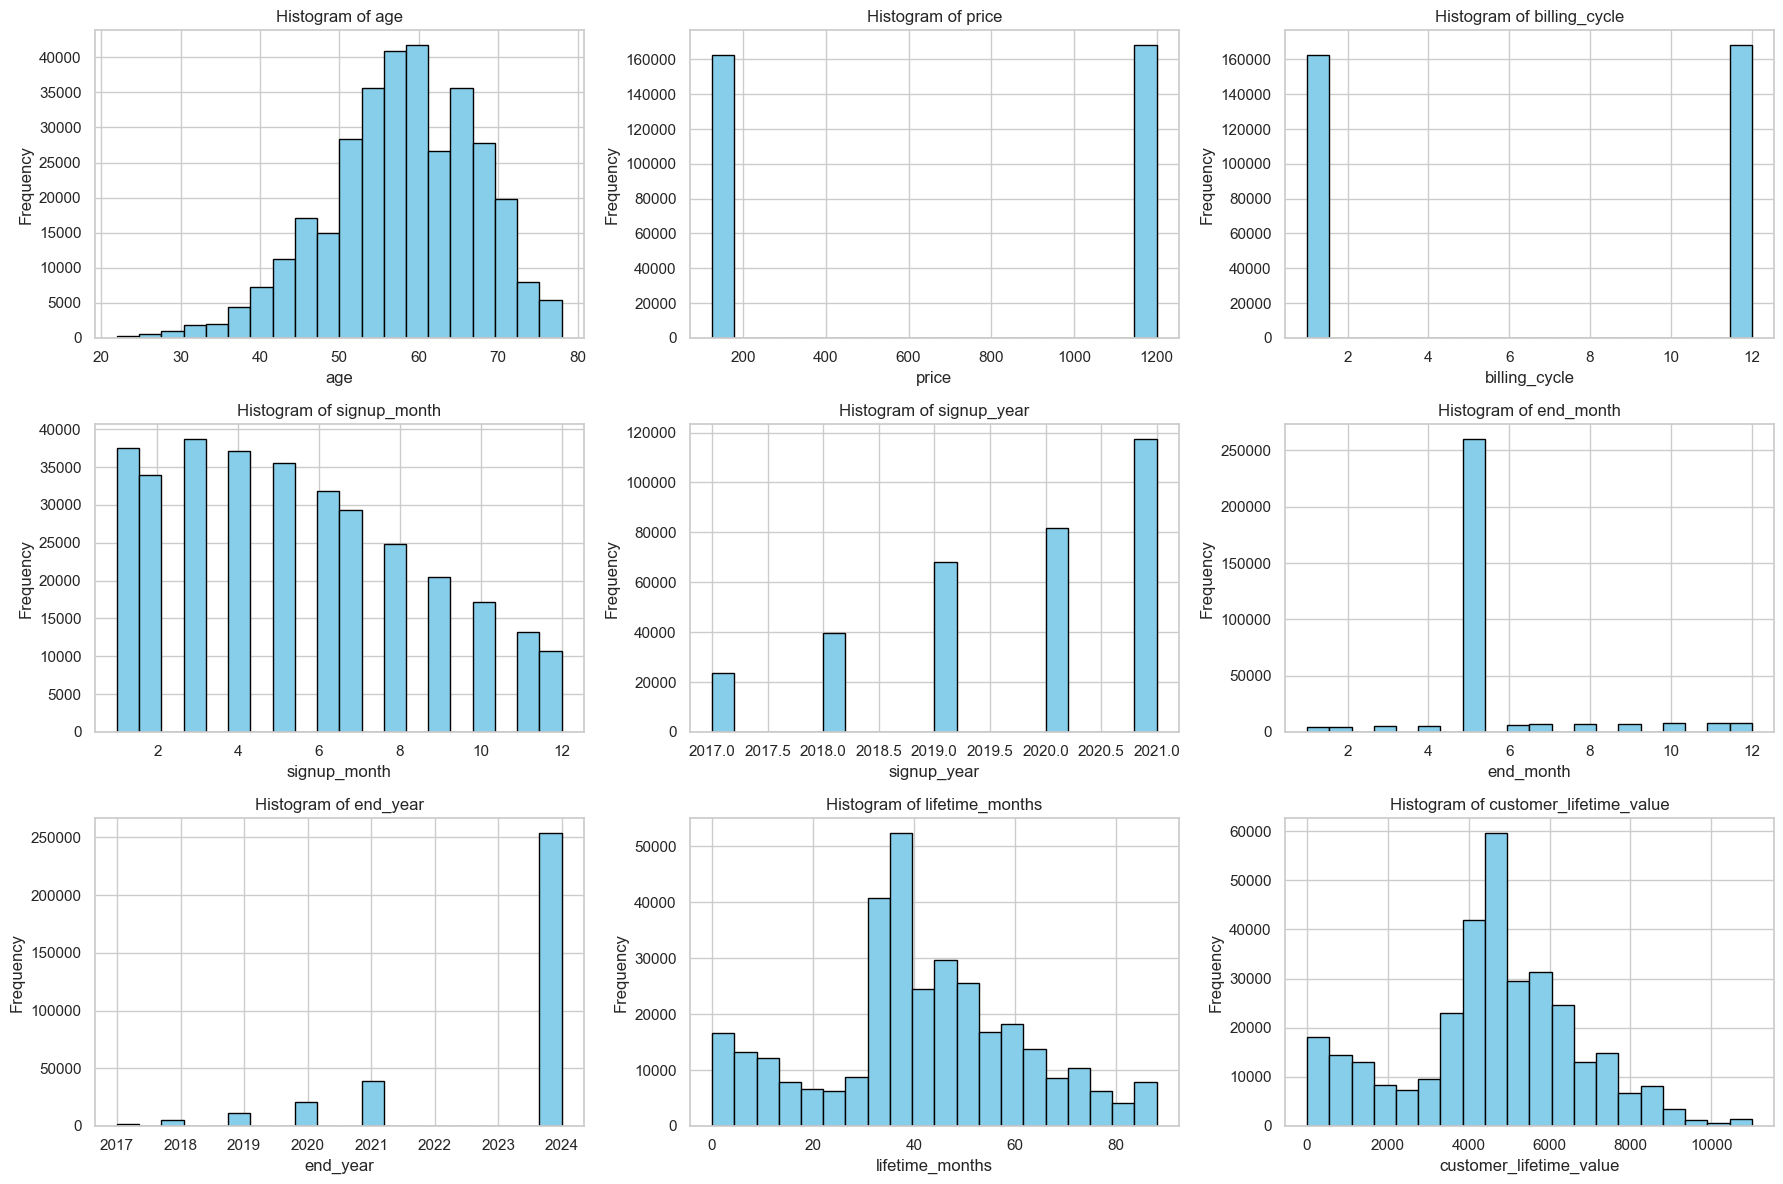 Histogram of age
Frequency
40000
35000
30000
25000
20000
15000
10000
5000
0
20 30 40 50 60 70 80
age
Histogram of price
Frequency
160000
140000
120000
100000
80000
60000
40000
20000
0
200 400 600 800 1000 1200
price
Histogram of billing_cycle
Frequency
160000
140000
120000
100000
80000
60000
40000
20000
0
2 4 6 8 10 12
billing_cycle
Histogram of signup_month
Frequency
40000
35000
30000
25000
20000
15000
10000
5000
0
2 4 6 8 10 12
signup_month
Histogram of signup_year
Frequency
120000
100000
80000
60000
40000
20000
0
2017.0 2017.5 2018.0 2018.5 2019.0 2019.5 2020.0 2020.5 2021.0
signup_year
Histogram of end_month
Frequency
250000
200000
150000
100000
50000
0
2 4 6 8 10 12
end_month
Histogram of end_year
Frequency
250000
200000
150000
100000
50000
0
2017 2018 2019 2020 2021 2022 2023 2024
end_year
Histogram of lifetime_months
Frequency
50000
40000
30000
20000
10000
0
0 20 40 60 80
lifetime_months
Histogram of customer_lifetime_value
Frequency
60000
50000
40000
30000
20000
10000
0
0 2000 4000 6000 8000 10000
customer_lifetime_value